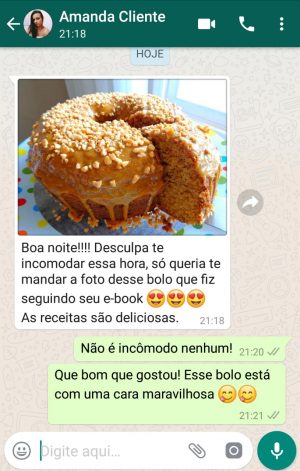 Amanda Cliente
21:18
HOJE
Boa noite!!!! Desculpa te
incomodar essa hora, só queria te
mandar a foto desse bolo que fiz
seguindo seu e-book 😍😍😍
As receitas são deliciosas.
21:18
Não é incômodo nenhum! 21:20
Que bom que gostou! Esse bolo está
com uma cara maravilhosa 😋😋
21:21
Digite aqui...